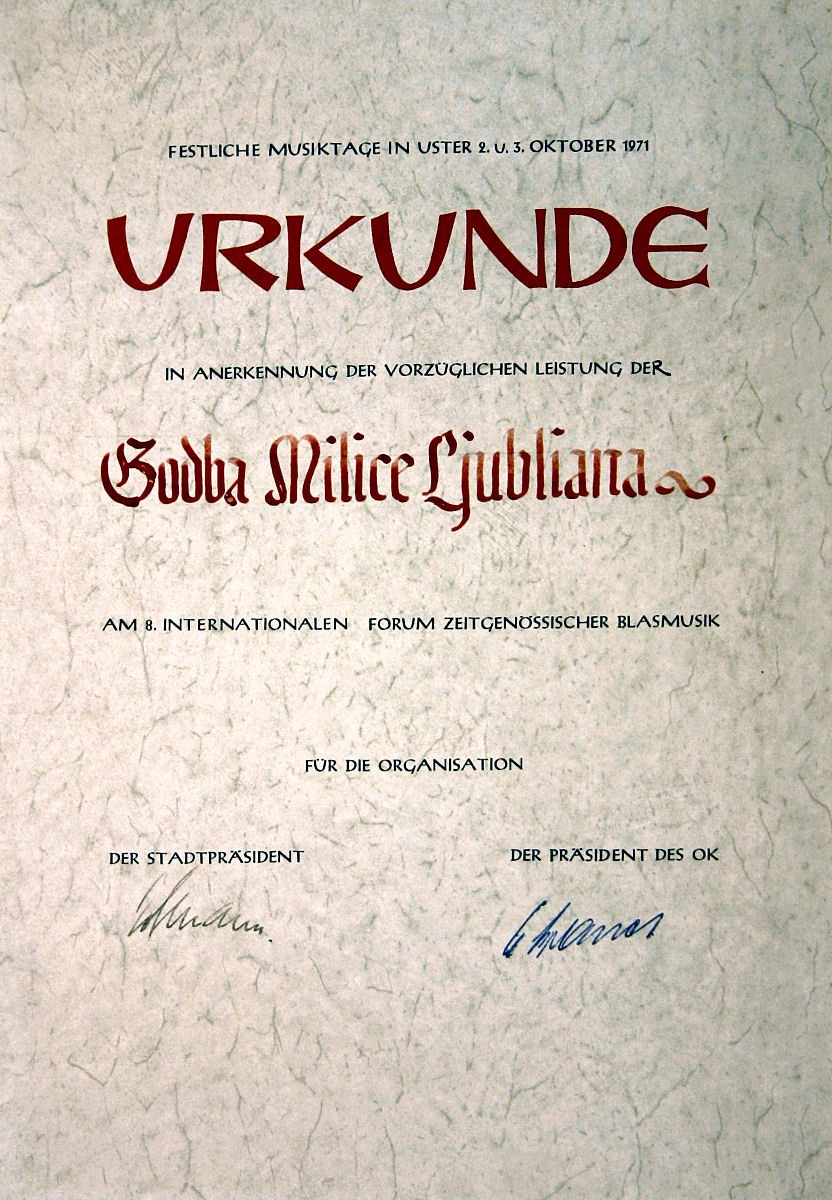 FESTLICHE MUSIKTAGE IN USTER 2. U. 3. OKTOBER 1971
URKUNDE
IN ANERKENNUNG DER VORZÜGLICHEN LEISTUNG DER
Godba Milice Ljubliana
AM 8. INTERNATIONALEN FORUM ZEITGENÖSSISCHER BLASMUSIK
FÜR DIE ORGANISATION
DER STADTPRÄSIDENT
DER PRÄSIDENT DES OK